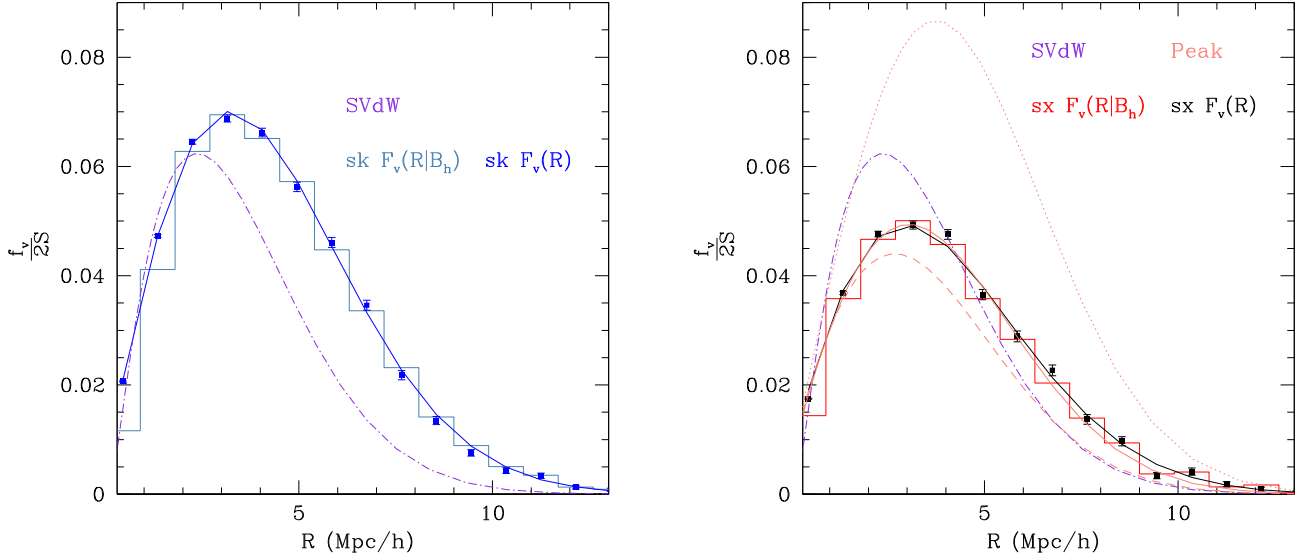 0.08
0.06
0.04
0.02
0
SVdW
sk F_v(R|B_h) sk F_v(R)
f_v
2S
5
10
R (Mpc/h)
0.08
0.06
0.04
0.02
0
SVdW Peak
sx F_v(R|B_h) sx F_v(R)
f_v
2S
5
10
R (Mpc/h)